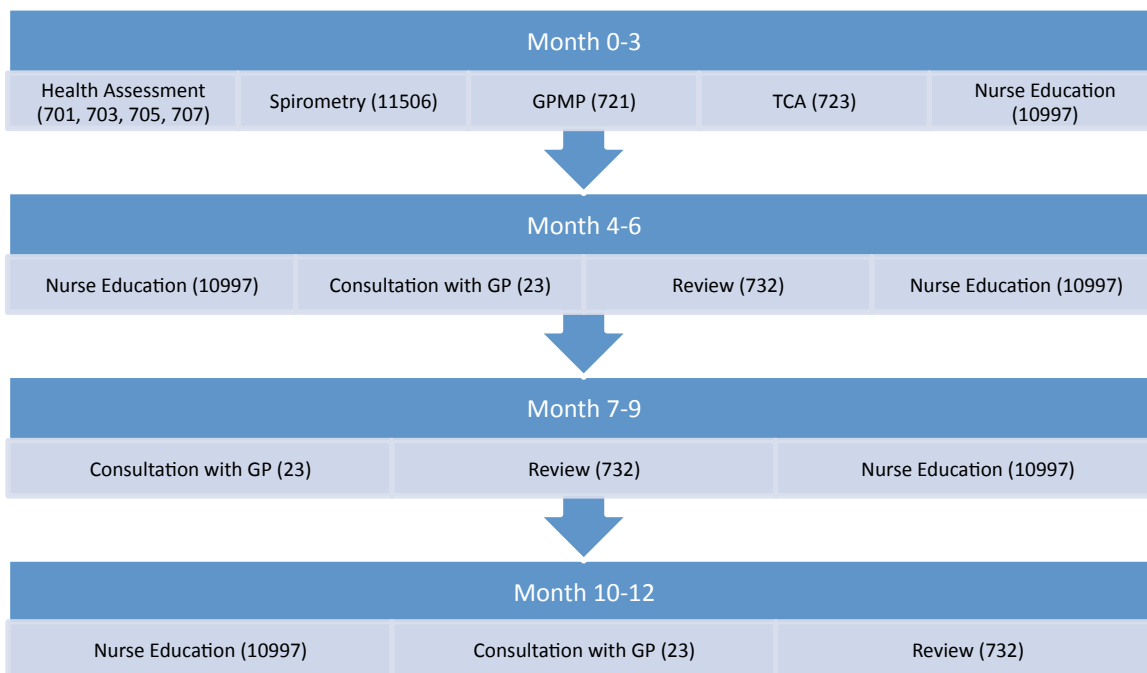 Month 0-3
Health Assessment
(701, 703, 705, 707)
Spirometry (11506)
GPMP (721)
TCA (723)
Nurse Education
(10997)
Month 4-6
Nurse Education (10997)
Consultation with GP (23)
Review (732)
Nurse Education (10997)
Month 7-9
Consultation with GP (23)
Review (732)
Nurse Education (10997)
Month 10-12
Nurse Education (10997)
Consultation with GP (23)
Review (732)